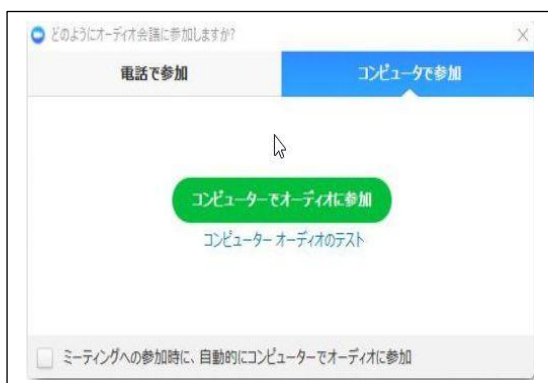 どのようにオーディオ会議に参加しますか?
電話で参加
コンピュータで参加
コンピューターでオーディオに参加
コンピューター オーディオのテスト
ミーティングへの参加時に、自動的にコンピューターでオーディオに参加